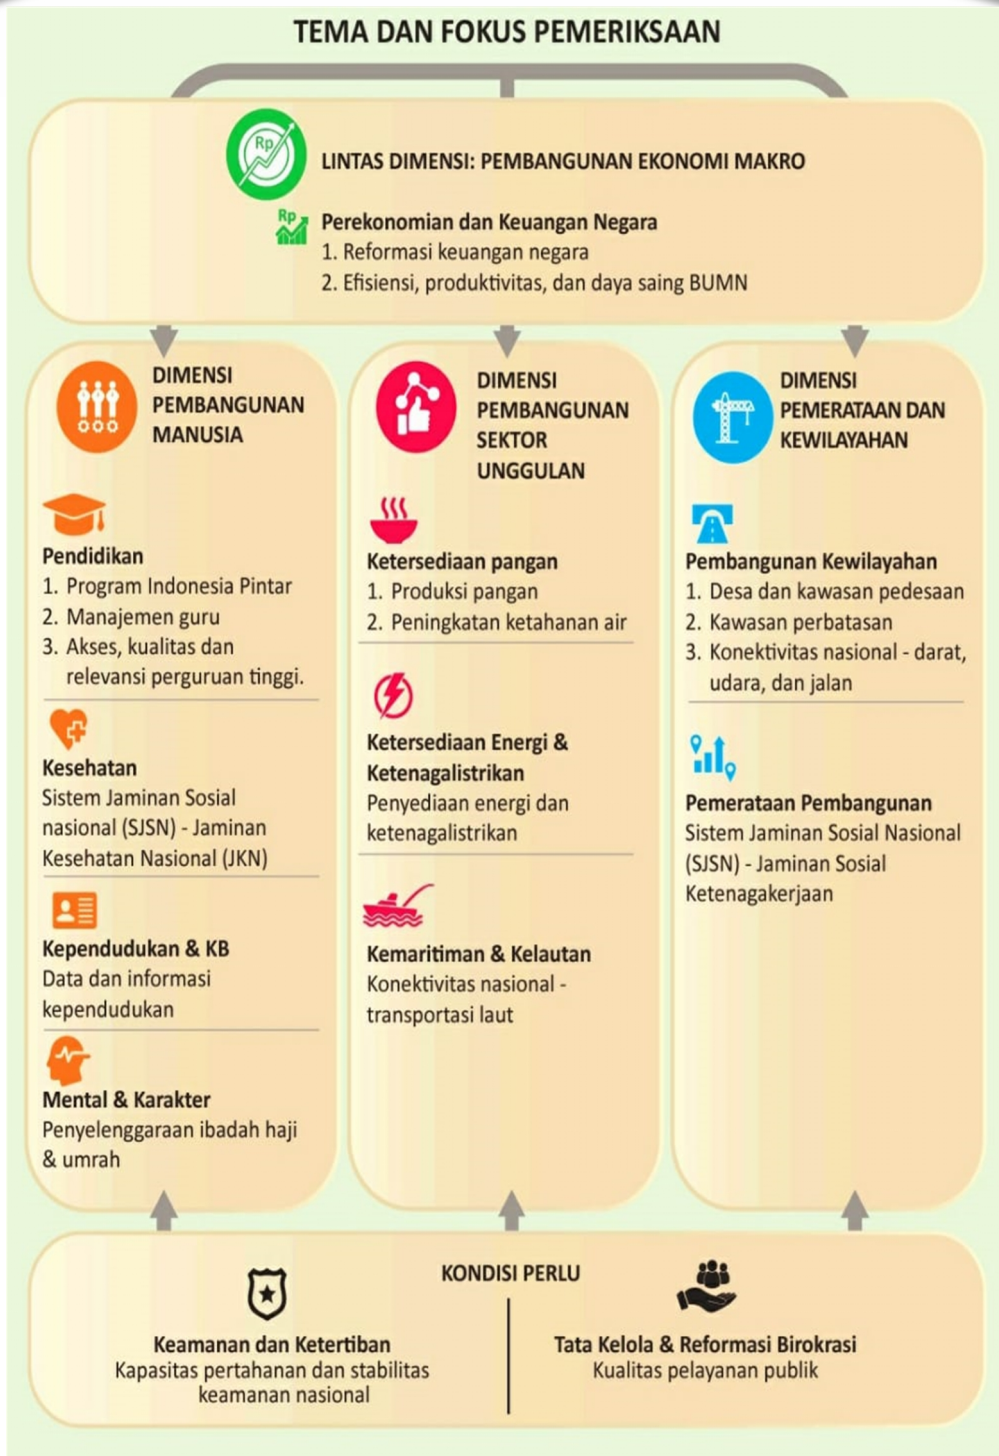 TEMA DAN FOKUS PEMERIKSAAN
Rp
LINTAS DIMENSI: PEMBANGUNAN EKONOMI MAKRO
Rp
Perekonomian dan Keuangan Negara
1. Reformasi keuangan negara
2. Efisiensi, produktivitas, dan daya saing BUMN
DIMENSI
PEMBANGUNAN
MANUSIA
Pendidikan
1. Program Indonesia Pintar
2. Manajemen guru
3. Akses, kualitas dan
relevansi perguruan tinggi.
Kesehatan
Sistem Jaminan Sosial
nasional (SJSN) - Jaminan
Kesehatan Nasional (JKN)
Kependudukan & KB
Data dan informasi
kependudukan
Mental & Karakter
Penyelenggaraan ibadah haji
& umrah
DIMENSI
PEMBANGUNAN
SEKTOR
UNGGULAN
Ketersediaan pangan
1. Produksi pangan
2. Peningkatan ketahanan air
Ketersediaan Energi &
Ketenagalistrikan
Penyediaan energi dan
ketenagalistrikan
Kemaritiman & Kelautan
Konektivitas nasional -
transportasi laut
DIMENSI
PEMERATAAN DAN
KEWILAYAHAN
Pembangunan Kewilayahan
1. Desa dan kawasan pedesaan
2. Kawasan perbatasan
3. Konektivitas nasional - darat,
udara, dan jalan
Pemerataan Pembangunan
Sistem Jaminan Sosial Nasional
(SJSN) - Jaminan Sosial
Ketenagakerjaan
KONDISI PERLU
Keamanan dan Ketertiban
Kapasitas pertahanan dan stabilitas
keamanan nasional
Tata Kelola & Reformasi Birokrasi
Kualitas pelayanan publik